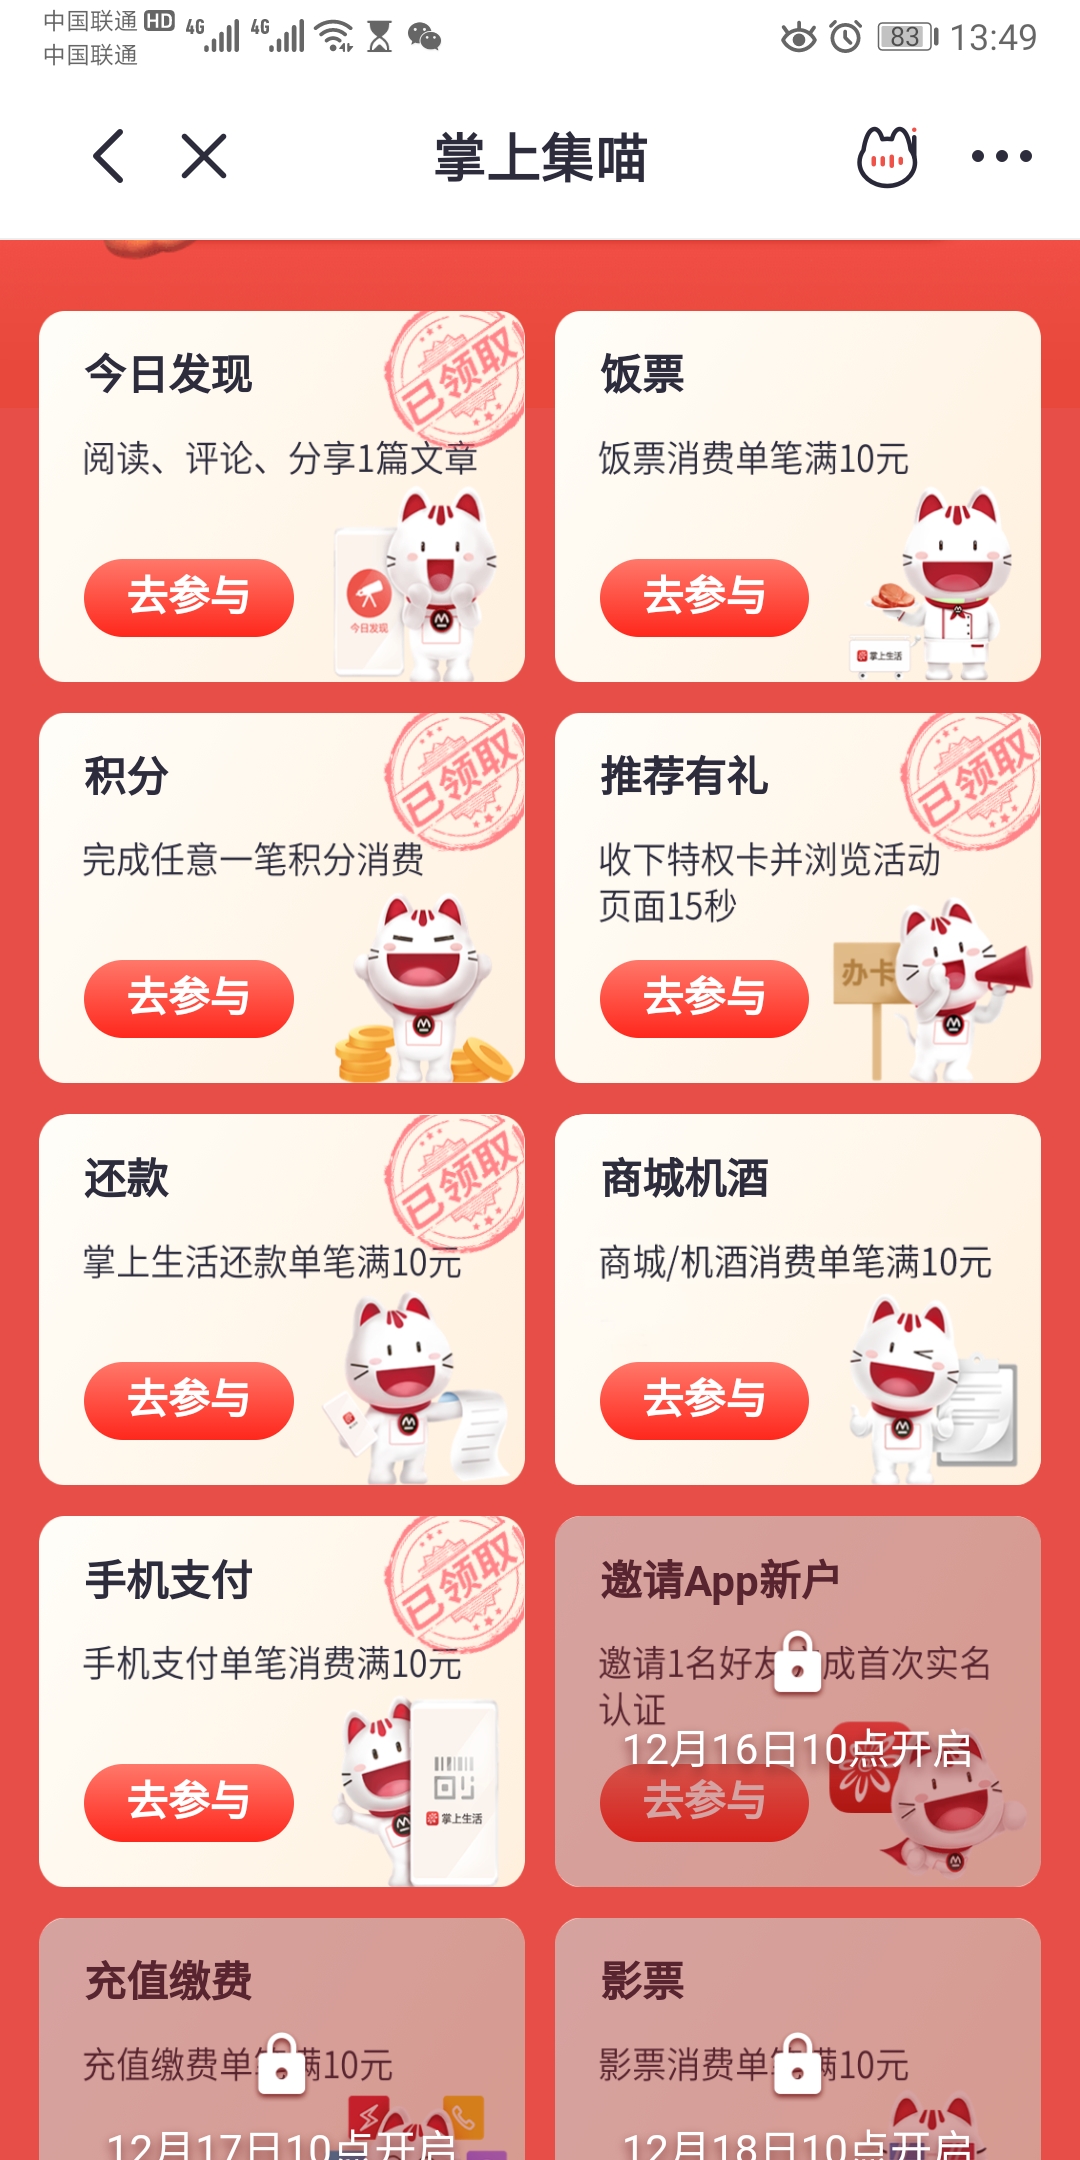 中国联通 HD 4G 4G 83 13:49
中国联通
掌上集喵
今日发现
已领取
阅读、评论、分享1篇文章
去参与
今日发现
饭票
饭票消费单笔满10元
去参与
掌上生活
积分
已领取
完成任意一笔积分消费
去参与
推荐有礼
已领取
收下特权卡并浏览活动
页面15秒
去参与
办卡
还款
已领取
掌上生活还款单笔满10元
去参与
商城机酒
商城/机酒消费单笔满10元
去参与
手机支付
已领取
手机支付单笔消费满10元
去参与
掌上生活
邀请App新户
邀请1名好友 成首次实名
认证
12月16日10点开启
去参与
充值缴费
充值缴费单 满10元
12月17日10点开启
影票
影票消费单 满10元
12月18日10点开启